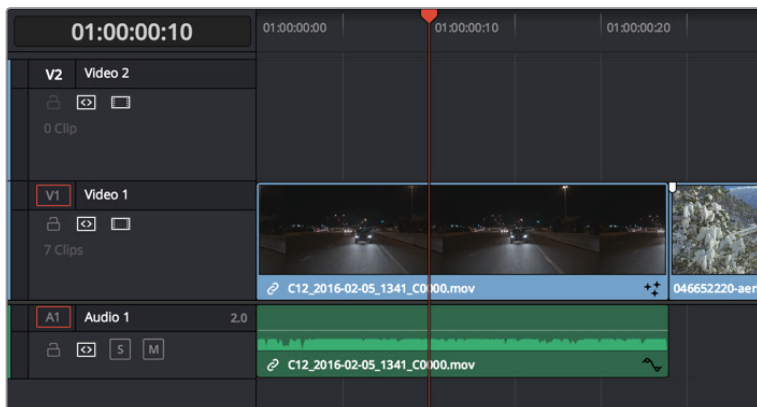 01:00:00:10
01:00:00:00
01:00:00:10
01:00:00:20
V2 Video 2
0 Clip
V1 Video 1
7 Clips
C12_2016-02-05_1341_C0000.mov
046652220-aer
A1 Audio 1 2.0
S M
C12_2016-02-05_1341_C0000.mov